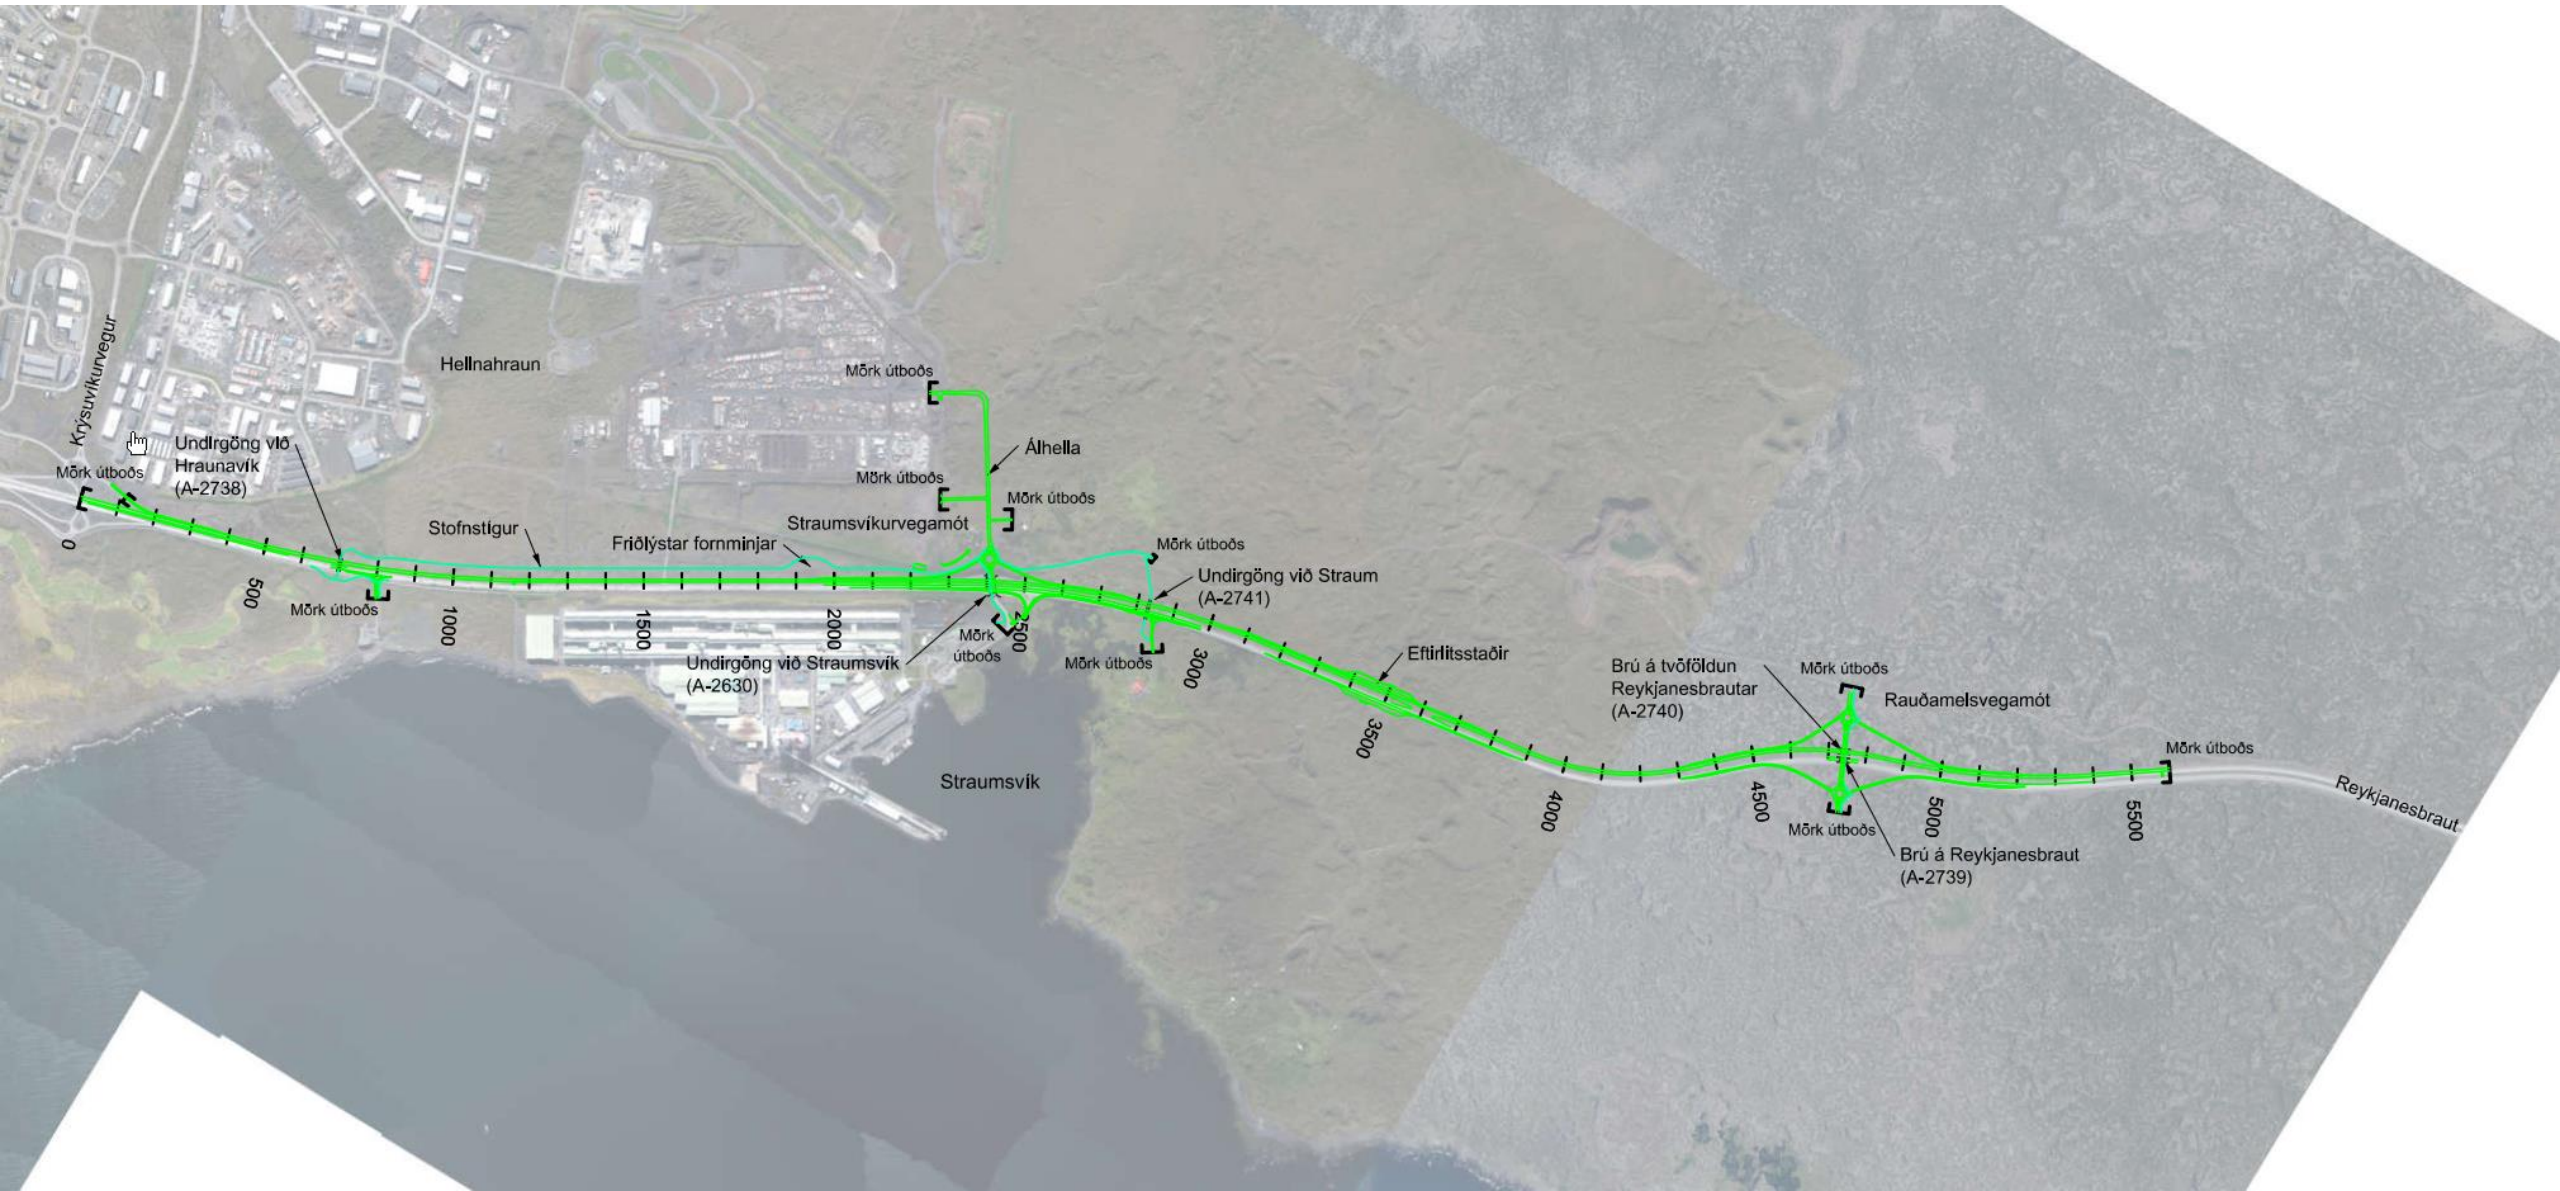 Krýsuvíkurvegur
Mörk útboðs
Undirgöng við
Hraunavík
(A-2738)
Hellnahraun
Mörk útboðs
Álhella
Mörk útboðs
Mörk útboðs
Straumsvíkurvegamót
Stofnstígur
Friðlýstar fornminjar
Mörk útboðs
Undirgöng við Straum
(A-2741)
0
500
Mörk útboðs
1000
1500
2000
2500
Mörk
útboðs
Undirgöng við Straumsvík
(A-2630)
Mörk útboðs
3000
Eftirlitsstaðir
3500
Straumsvík
Brú á tvöföldun
Reykjanesbrautar
(A-2740)
Mörk útboðs
Rauðamelsvegamót
4000
4500
Mörk útboðs
5000
Brú á Reykjanesbraut
(A-2739)
5500
Mörk útboðs
Reykjanesbraut